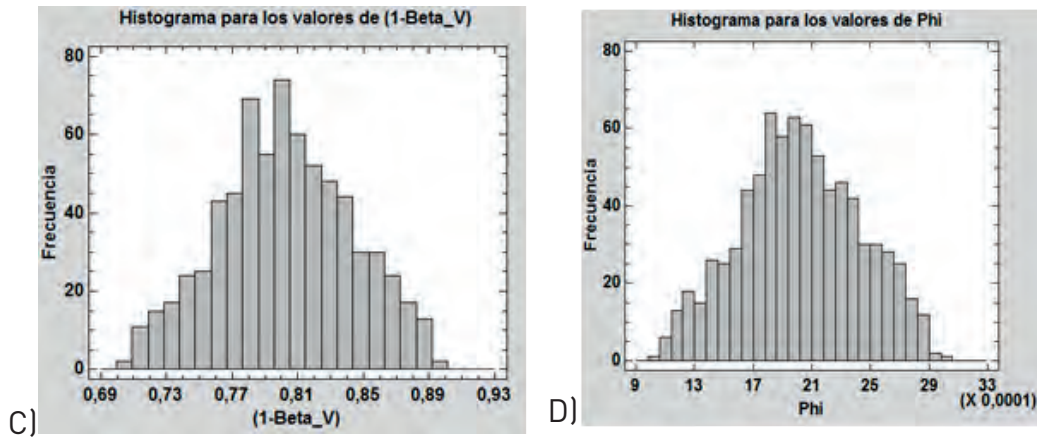 Histograma para los valores de (1-Beta_V)
80
60
40
20
0
Frecuencia
0,69 0,73 0,77 0,81 0,85 0,89 0,93
(1-Beta_V)
C)
Histograma para los valores de Phi
80
60
40
20
0
Frecuencia
9 13 17 21 25 29 33
(X 0,0001)
Phi
D)